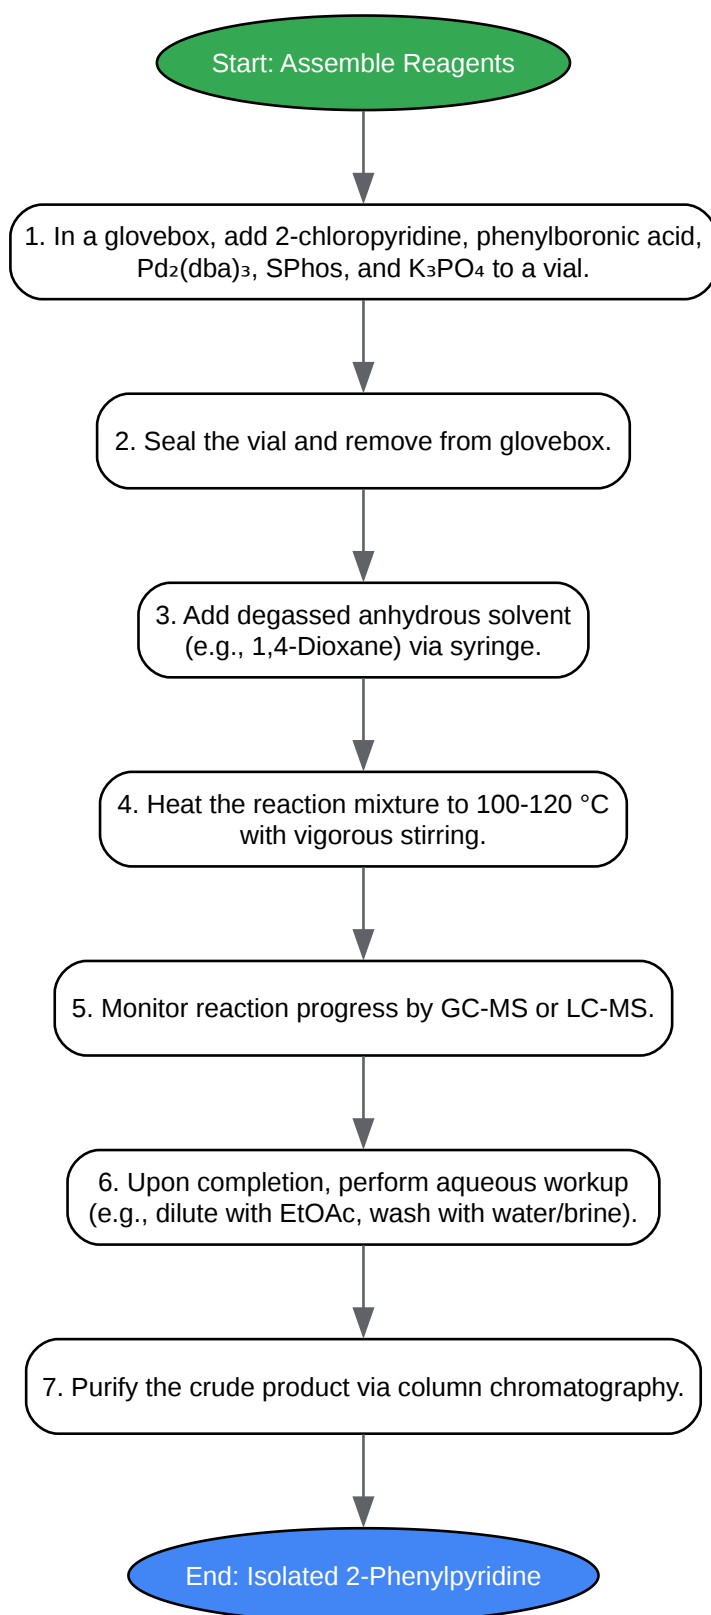 Start: Assemble Reagents
1. In a glovebox, add 2-chloropyridine, phenylboronic acid,
Pd₂(dba)₃, SPhos, and K₃PO₄ to a vial.
2. Seal the vial and remove from glovebox.
3. Add degassed anhydrous solvent
(e.g., 1,4-Dioxane) via syringe.
4. Heat the reaction mixture to 100-120 °C
with vigorous stirring.
5. Monitor reaction progress by GC-MS or LC-MS.
6. Upon completion, perform aqueous workup
(e.g., dilute with EtOAc, wash with water/brine).
7. Purify the crude product via column chromatography.
End: Isolated 2-Phenylpyridine